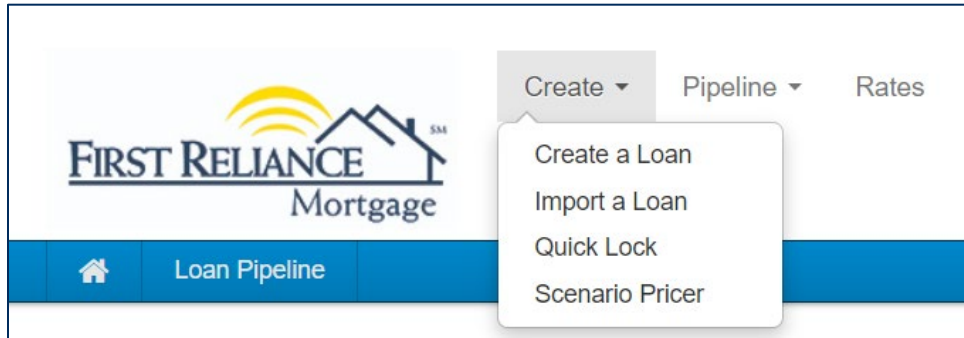 Create Pipeline Rates
FIRST RELIANCE SM
Mortgage
Create a Loan
Import a Loan
Quick Lock
Scenario Pricer
Loan Pipeline